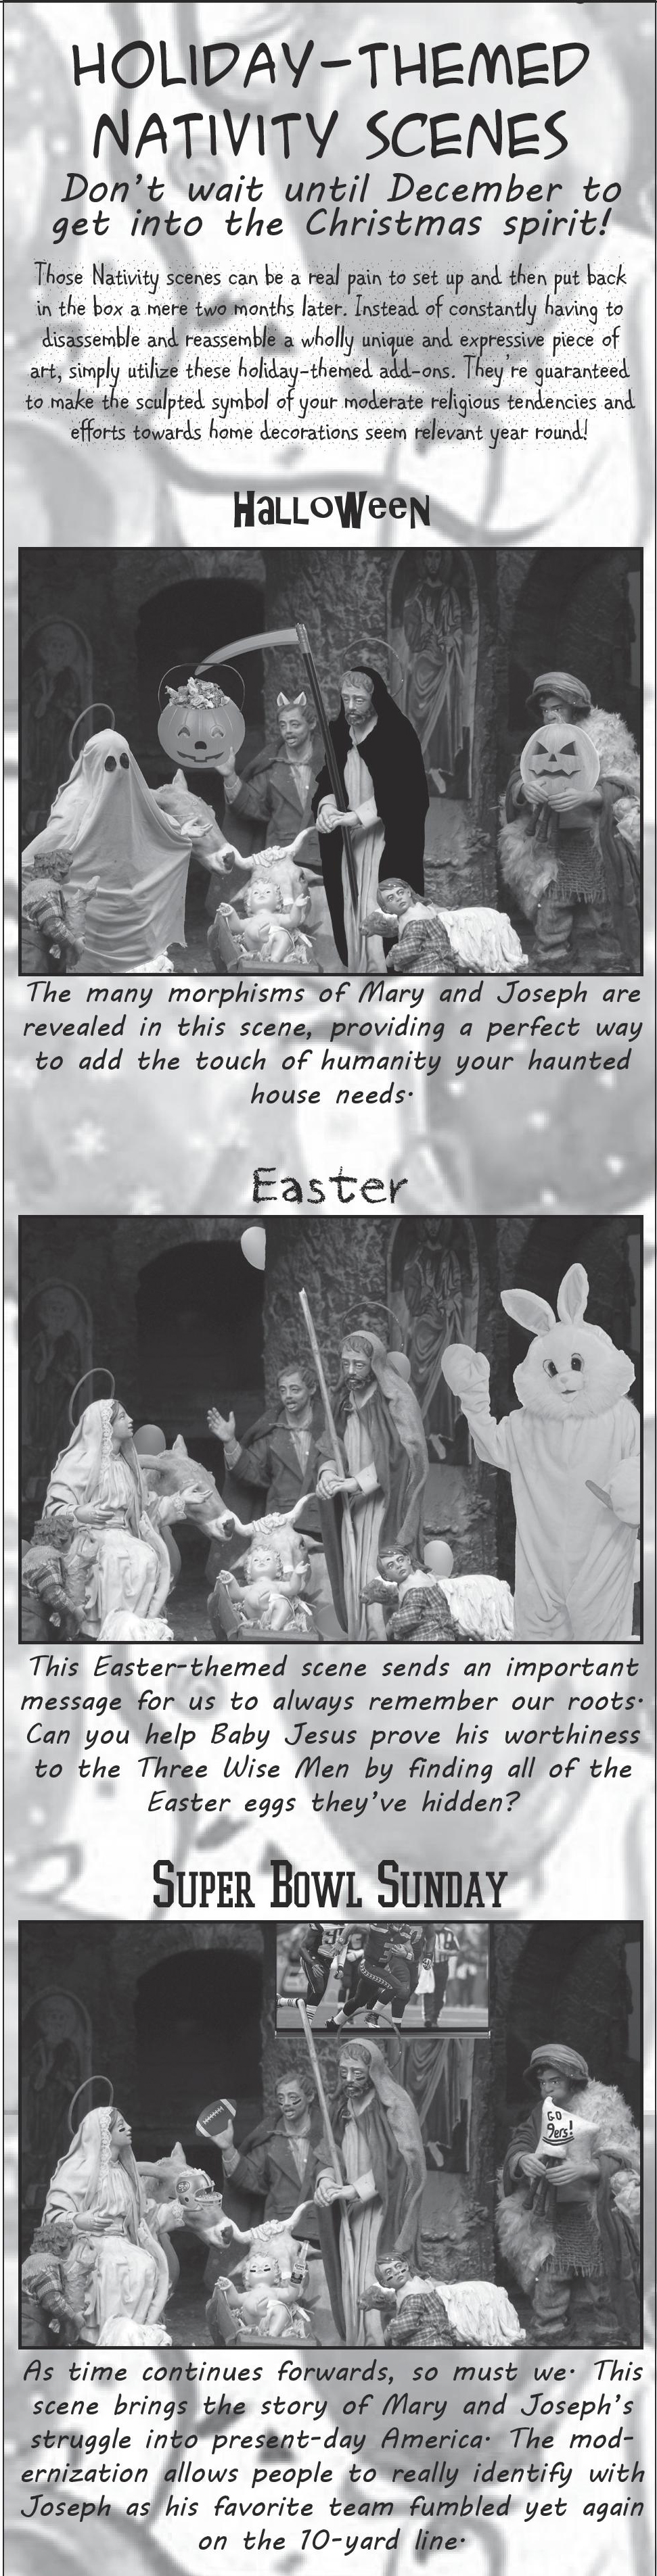 HOLIDAY-THEMED
NATIVITY SCENES
Don't wait until December to
get into the Christmas spirit!
Those Nativity scenes can be a real pain to set up and then put back
in the box a mere two months later. Instead of constantly having to
disassemble and reassemble a wholly unique and expressive piece of
art, simply utilize these holiday-themed add-ons. They're guaranteed
to make the sculpted symbol of your moderate religious tendencies and
efforts towards home decorations seem relevant year round!
HALLOWEEN
The many morphisms of Mary and Joseph are
revealed in this scene, providing a perfect way
to add the touch of humanity your haunted
house needs.
Easter
This Easter-themed scene sends an important
message for us to always remember our roots.
Can you help Baby Jesus prove his worthiness
to the Three Wise Men by finding all of the
Easter eggs they've hidden?
SUPER BOWL SUNDAY
GO
9ers!
As time continues forwards, so must we. This
scene brings the story of Mary and Joseph's
struggle into present-day America. The mod-
ernization allows people to really identify with
Joseph as his favorite team fumbled yet again
on the 10-yard line.